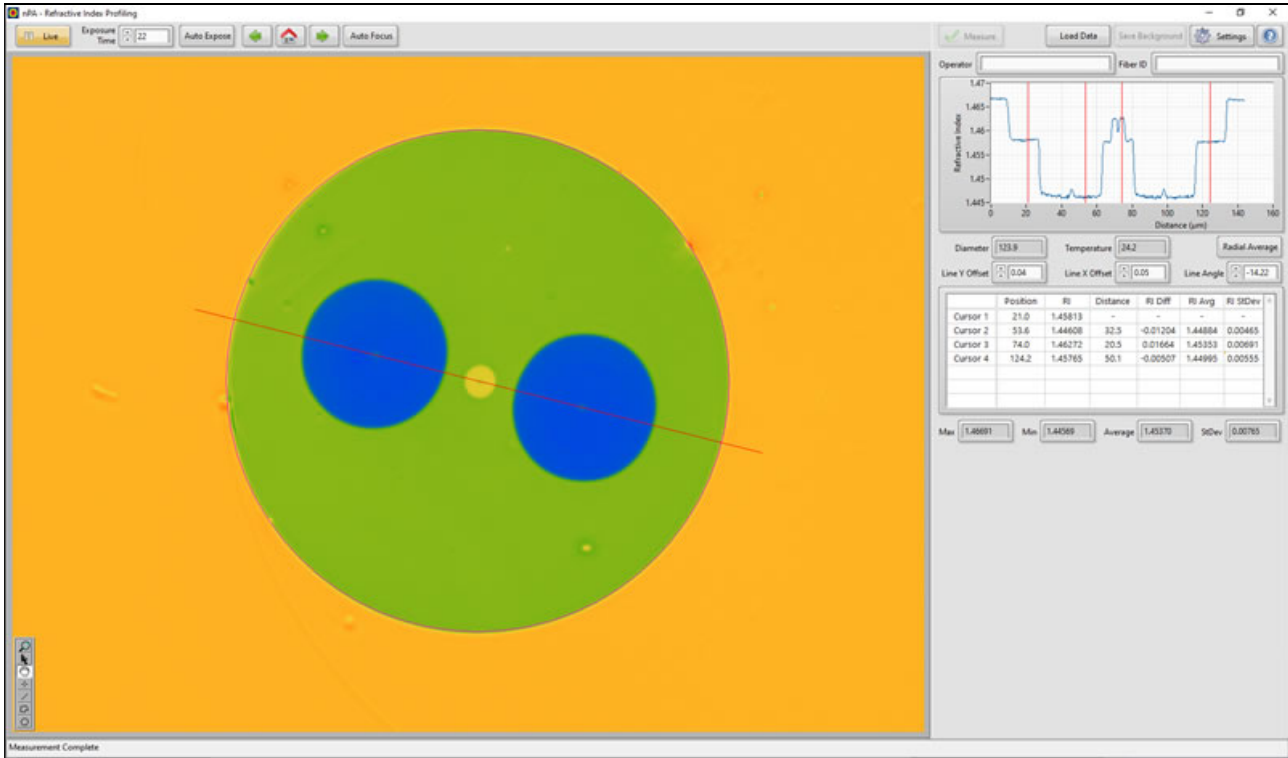 nPA - Refractive Index Profiling
Live Exposure Time 22 Auto Expose Auto Focus Measure Load Data Save Background Settings
Operator Fiber ID
1.47
1.465
1.46
1.455
1.45
1.445
Refractive Index
0 20 40 60 80 100 120 140 160
Distance (µm)
Diameter 123.9 Temperature 24.2 Radial Average
Line Y Offset 0.04 Line X Offset 0.05 Line Angle -14.22
Position RI Distance RI Diff RI Avg RI StDev
Cursor 1 21.0 1.45813 - - - -
Cursor 2 53.6 1.44608 32.5 -0.01204 1.44884 0.00465
Cursor 3 74.0 1.46272 20.5 0.01664 1.45353 0.00691
Cursor 4 124.2 1.45765 50.1 -0.00507 1.44995 0.00555
Max 1.46691 Min 1.44569 Average 1.45370 StDev 0.00765
Measurement Complete